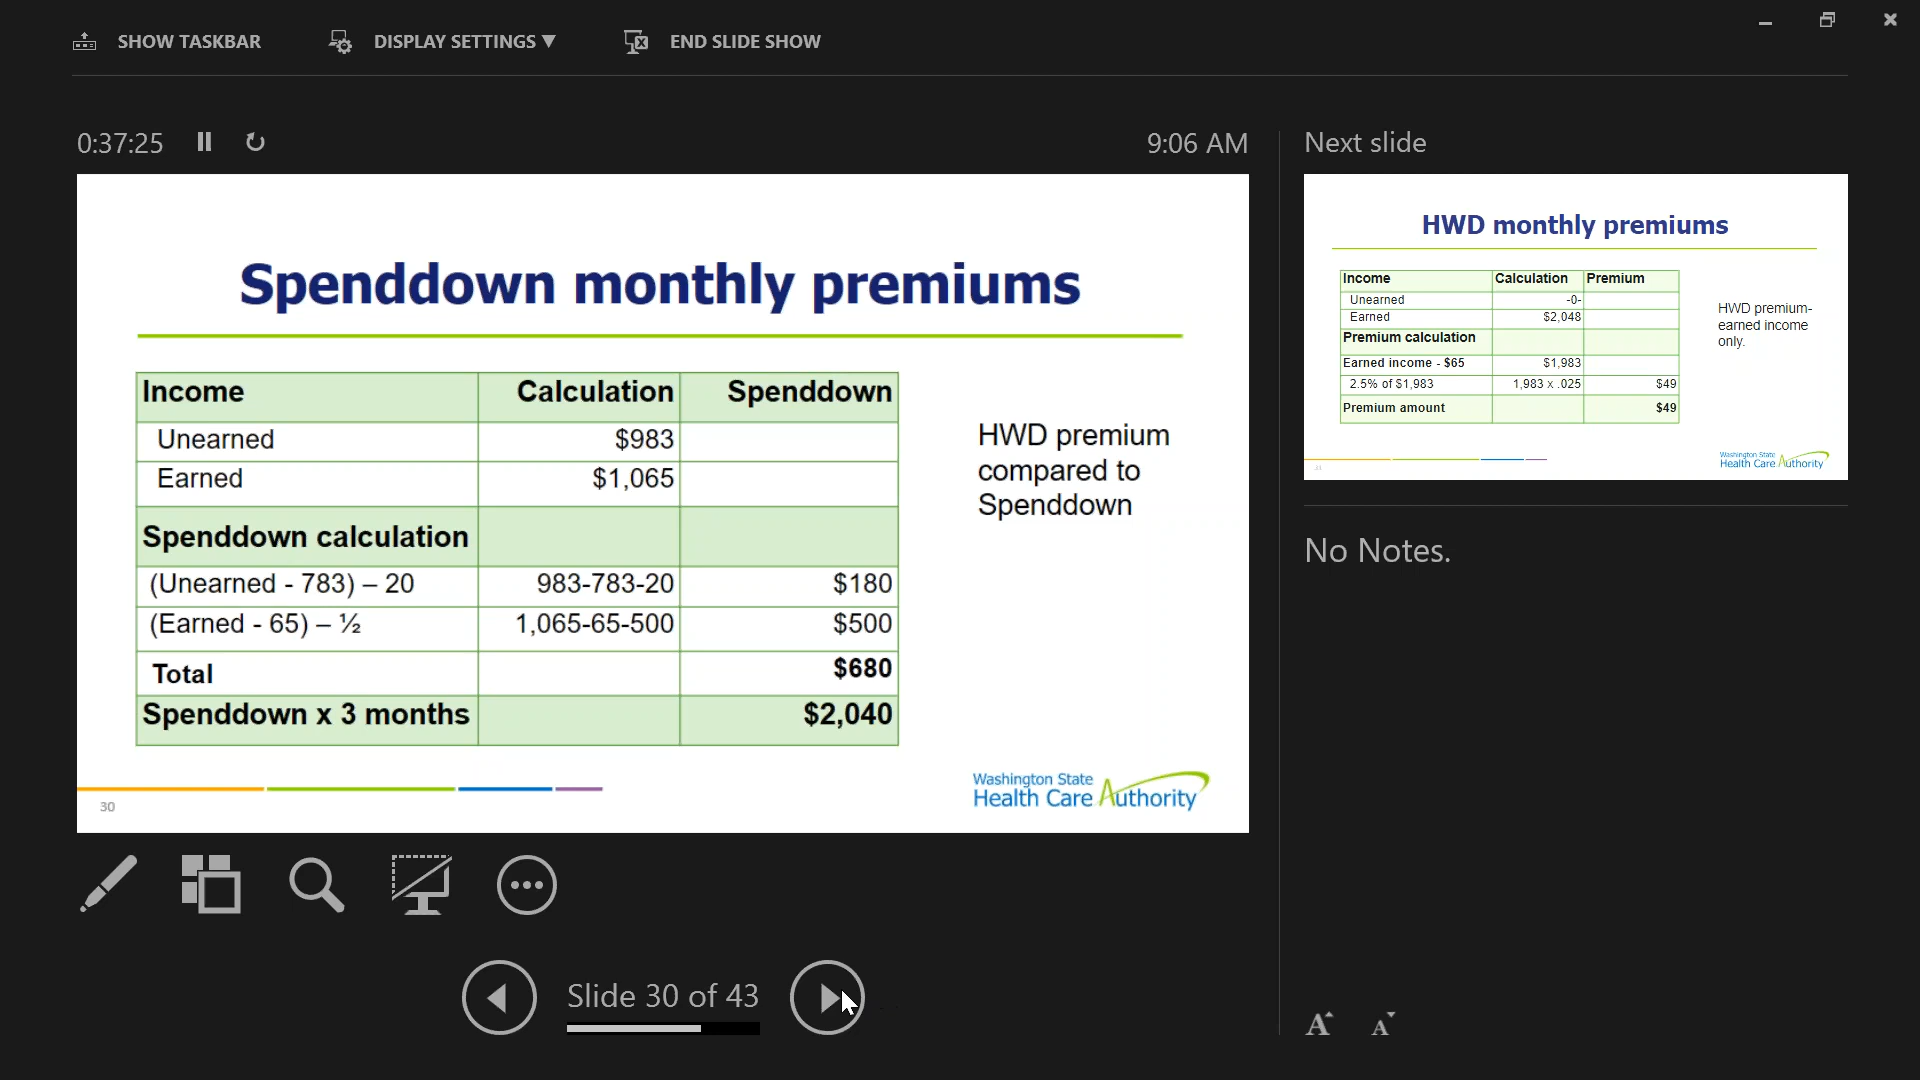 SHOW TASKBAR DISPLAY SETTINGS ▼ END SLIDE SHOW
0:37:25 9:06 AM
Spenddown monthly premiums
Income Calculation Spenddown
Unearned $983
Earned $1,065
Spenddown calculation
(Unearned - 783) – 20 983-783-20 $180
(Earned - 65) – ½ 1,065-65-500 $500
Total $680
Spenddown x 3 months $2,040
HWD premium
compared to
Spenddown
Washington State
Health Care Authority
30
Slide 30 of 43
Next slide
HWD monthly premiums
Income Calculation Premium
Unearned -0-
Earned $2,048
Premium calculation
Earned income - $65 $1,983
2.5% of $1,983 1,983 x .025 $49
Premium amount $49
HWD premium-
earned income
only.
Washington State
Health Care Authority
31
No Notes.
A A